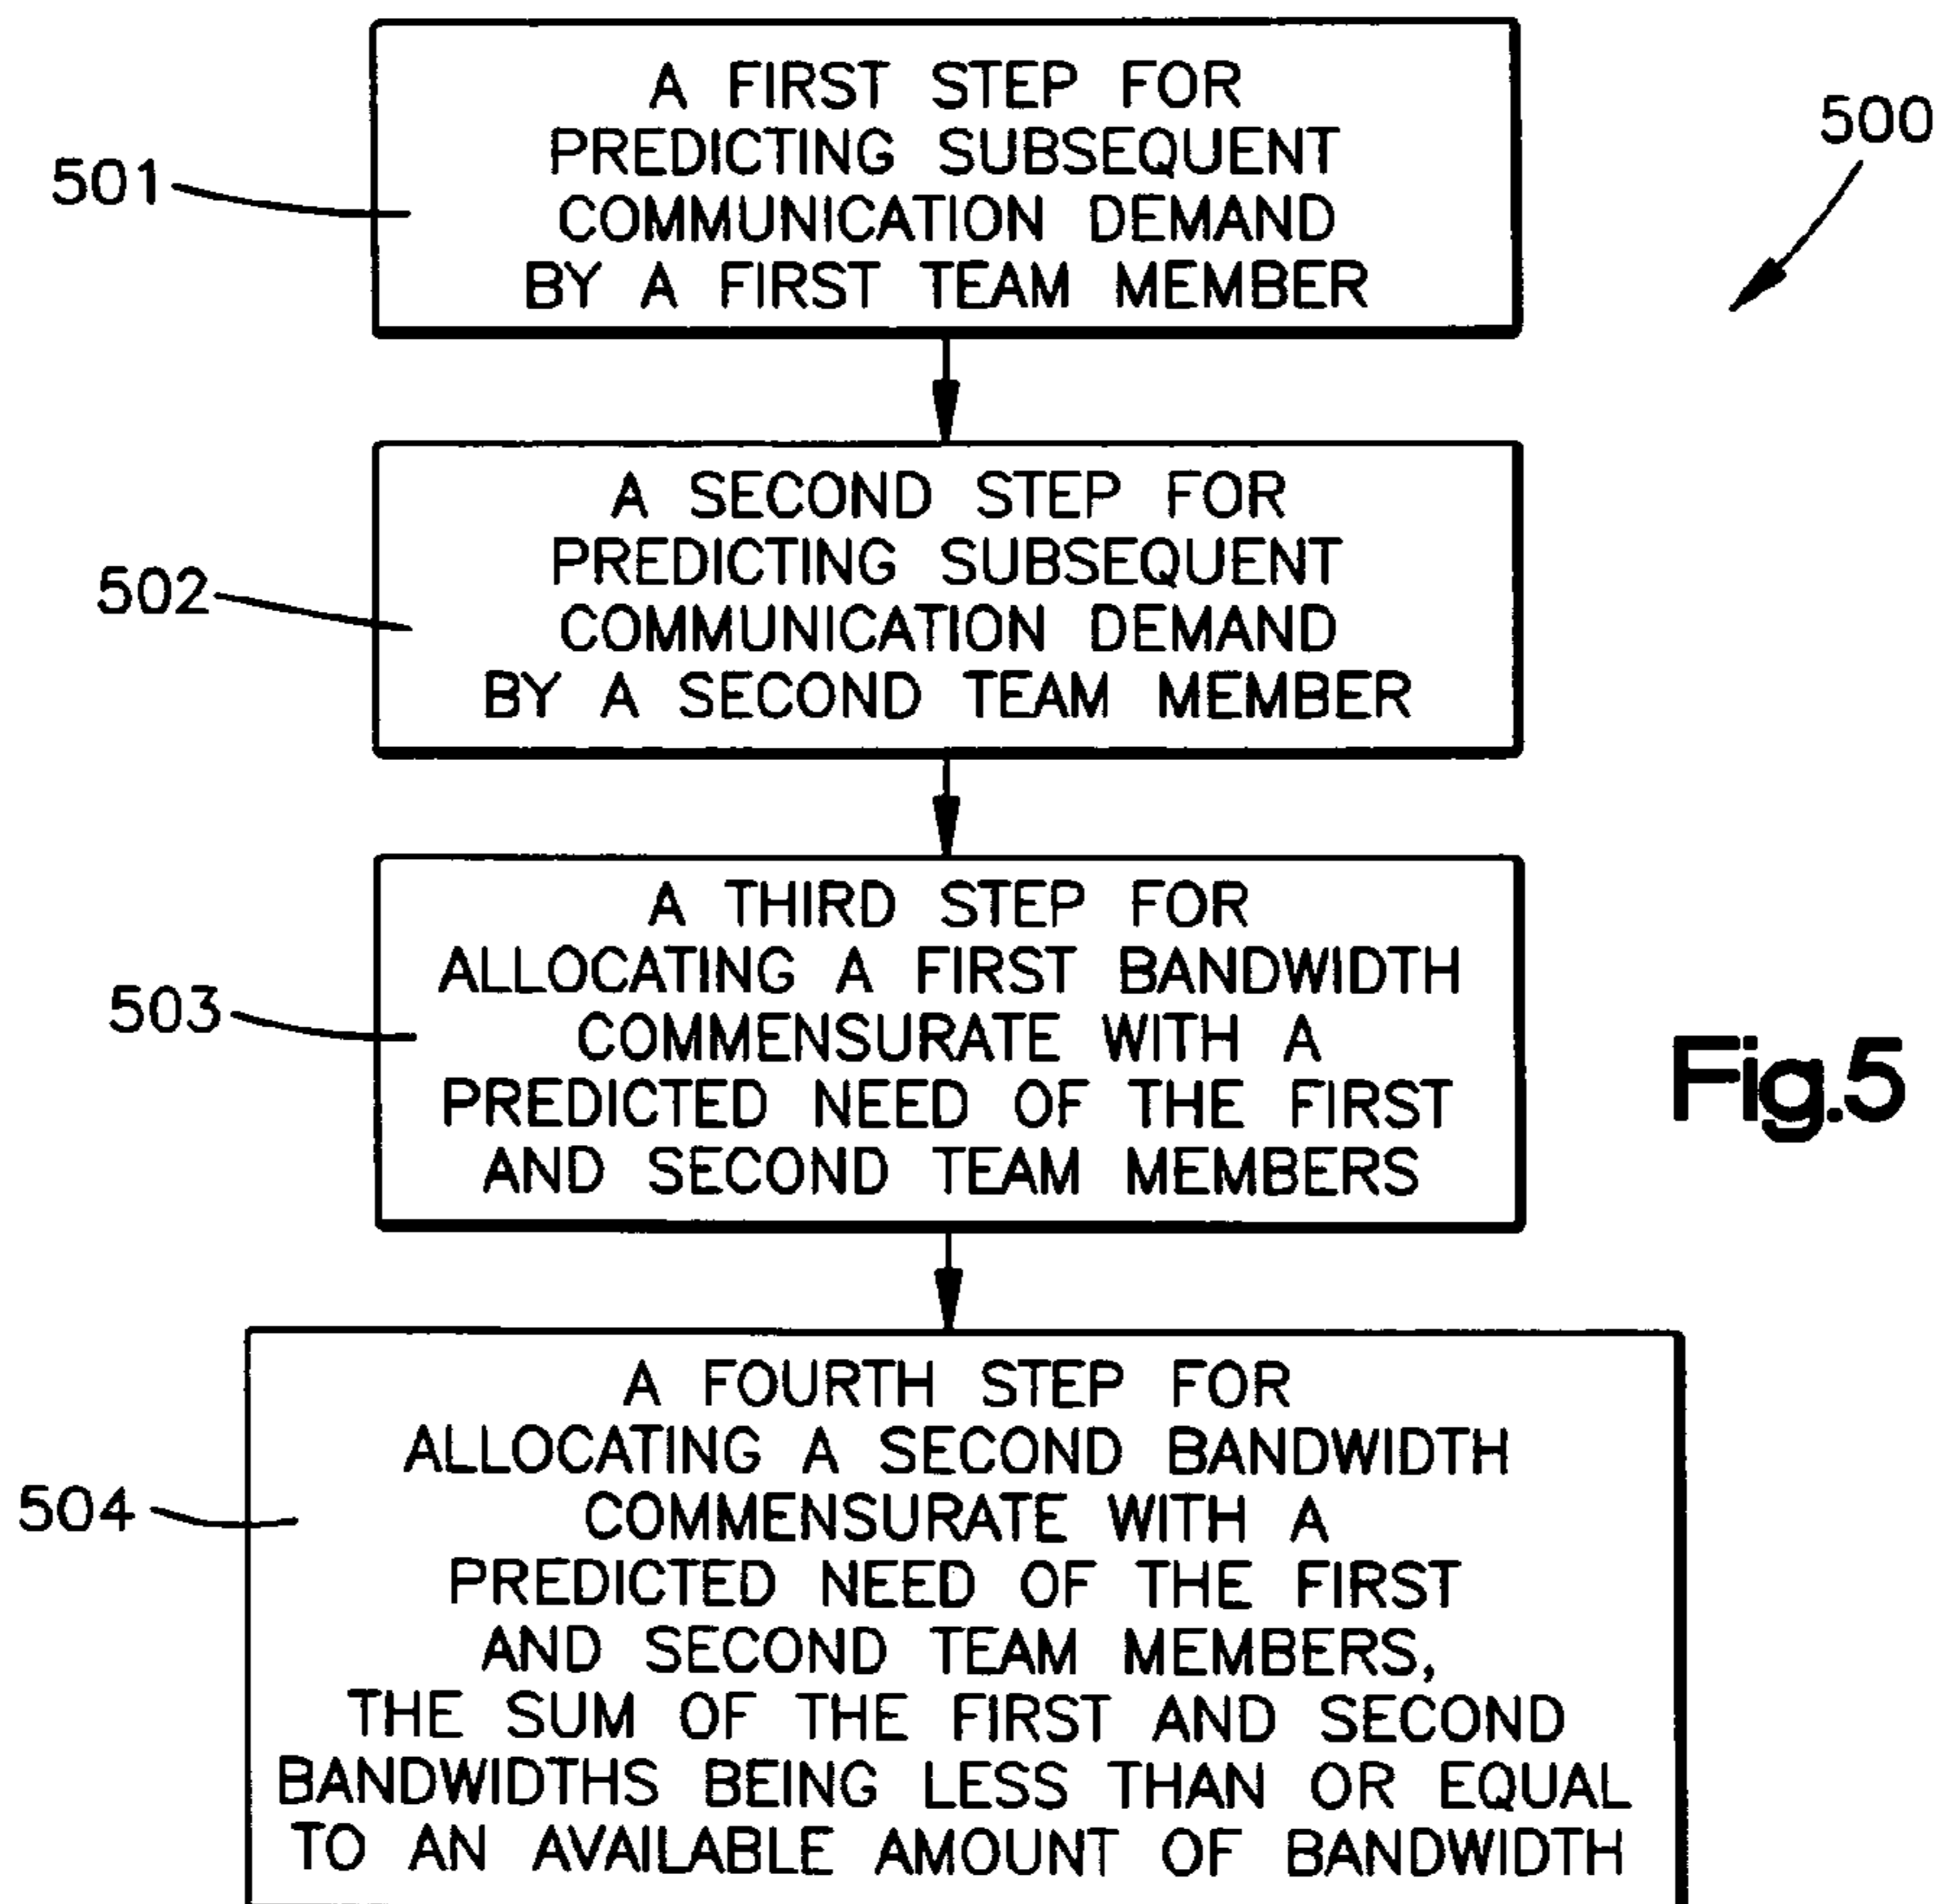 A FIRST STEP FOR
PREDICTING SUBSEQUENT
COMMUNICATION DEMAND
BY A FIRST TEAM MEMBER
500
501
A SECOND STEP FOR
PREDICTING SUBSEQUENT
COMMUNICATION DEMAND
BY A SECOND TEAM MEMBER
502
A THIRD STEP FOR
ALLOCATING A FIRST BANDWIDTH
COMMENSURATE WITH A
PREDICTED NEED OF THE FIRST
AND SECOND TEAM MEMBERS
503
Fig.5
A FOURTH STEP FOR
ALLOCATING A SECOND BANDWIDTH
COMMENSURATE WITH A
PREDICTED NEED OF THE FIRST
AND SECOND TEAM MEMBERS,
THE SUM OF THE FIRST AND SECOND
BANDWIDTHS BEING LESS THAN OR EQUAL
TO AN AVAILABLE AMOUNT OF BANDWIDTH
504